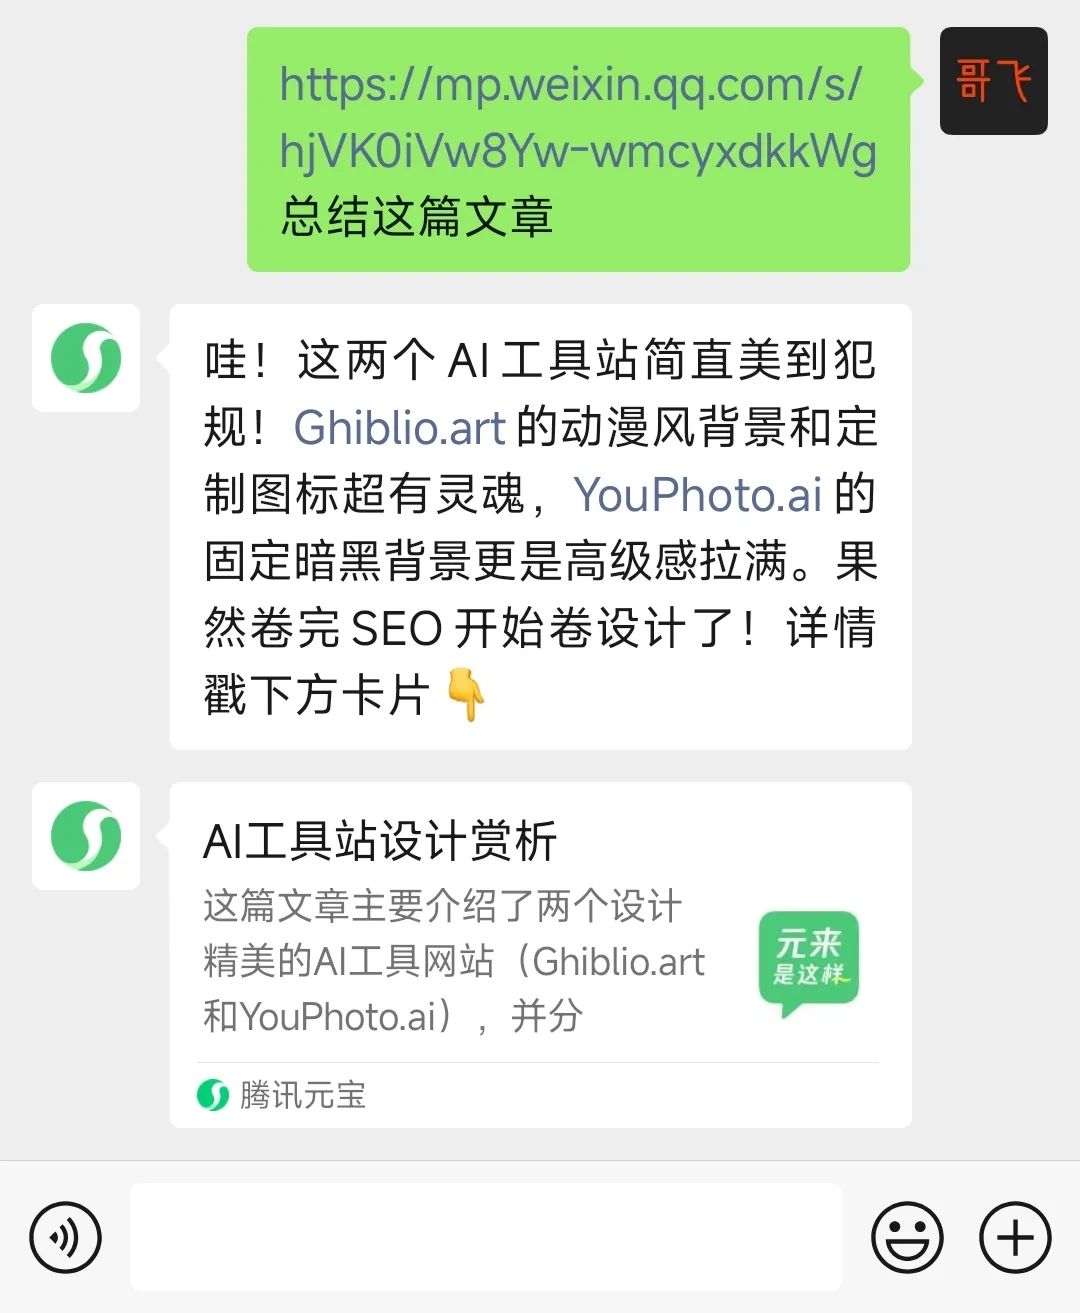 https://mp.weixin.qq.com/s/
hjVK0iVw8Yw-wmcyxdkkWg
总结这篇文章
哥飞
哇！这两个 AI 工具站简直美到犯
规！Ghiblio.art 的动漫风背景和定
制图标超有灵魂，YouPhoto.ai 的
固定暗黑背景更是高级感拉满。果
然卷完 SEO 开始卷设计了！详情
戳下方卡片👇
AI工具站设计赏析
这篇文章主要介绍了两个设计
精美的AI工具网站（Ghiblio.art
和YouPhoto.ai），并分
元来
是这样
腾讯元宝